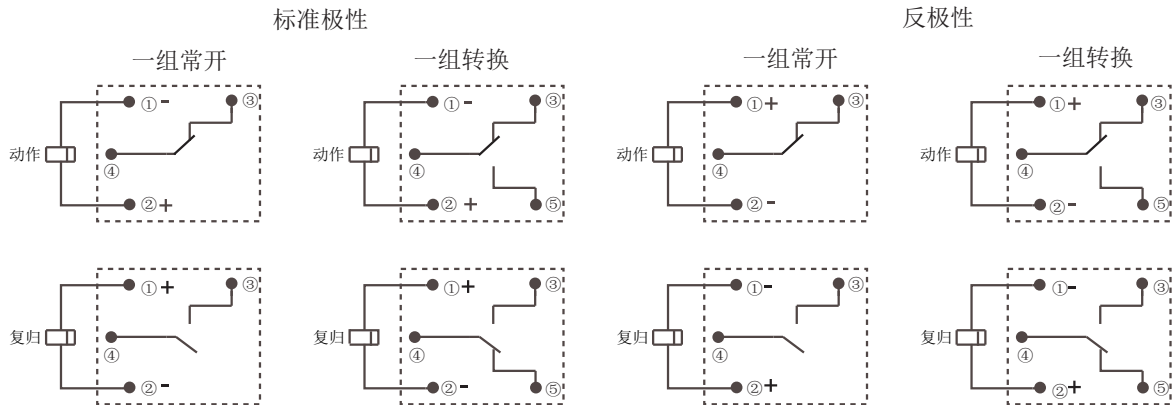 标准极性 反极性
一组常开 一组转换 一组常开 一组转换
①- ③ ①- ③ ①+ ③ ①+ ③
动作 动作 动作 动作
④ ④ ④ ④
②+ ②+ ⑤ ②- ②- ⑤
①+ ③ ①+ ③ ①- ③ ①- ③
复归 复归 复归 复归
④ ④ ④ ④
②- ②- ⑤ ②+ ②+ ⑤